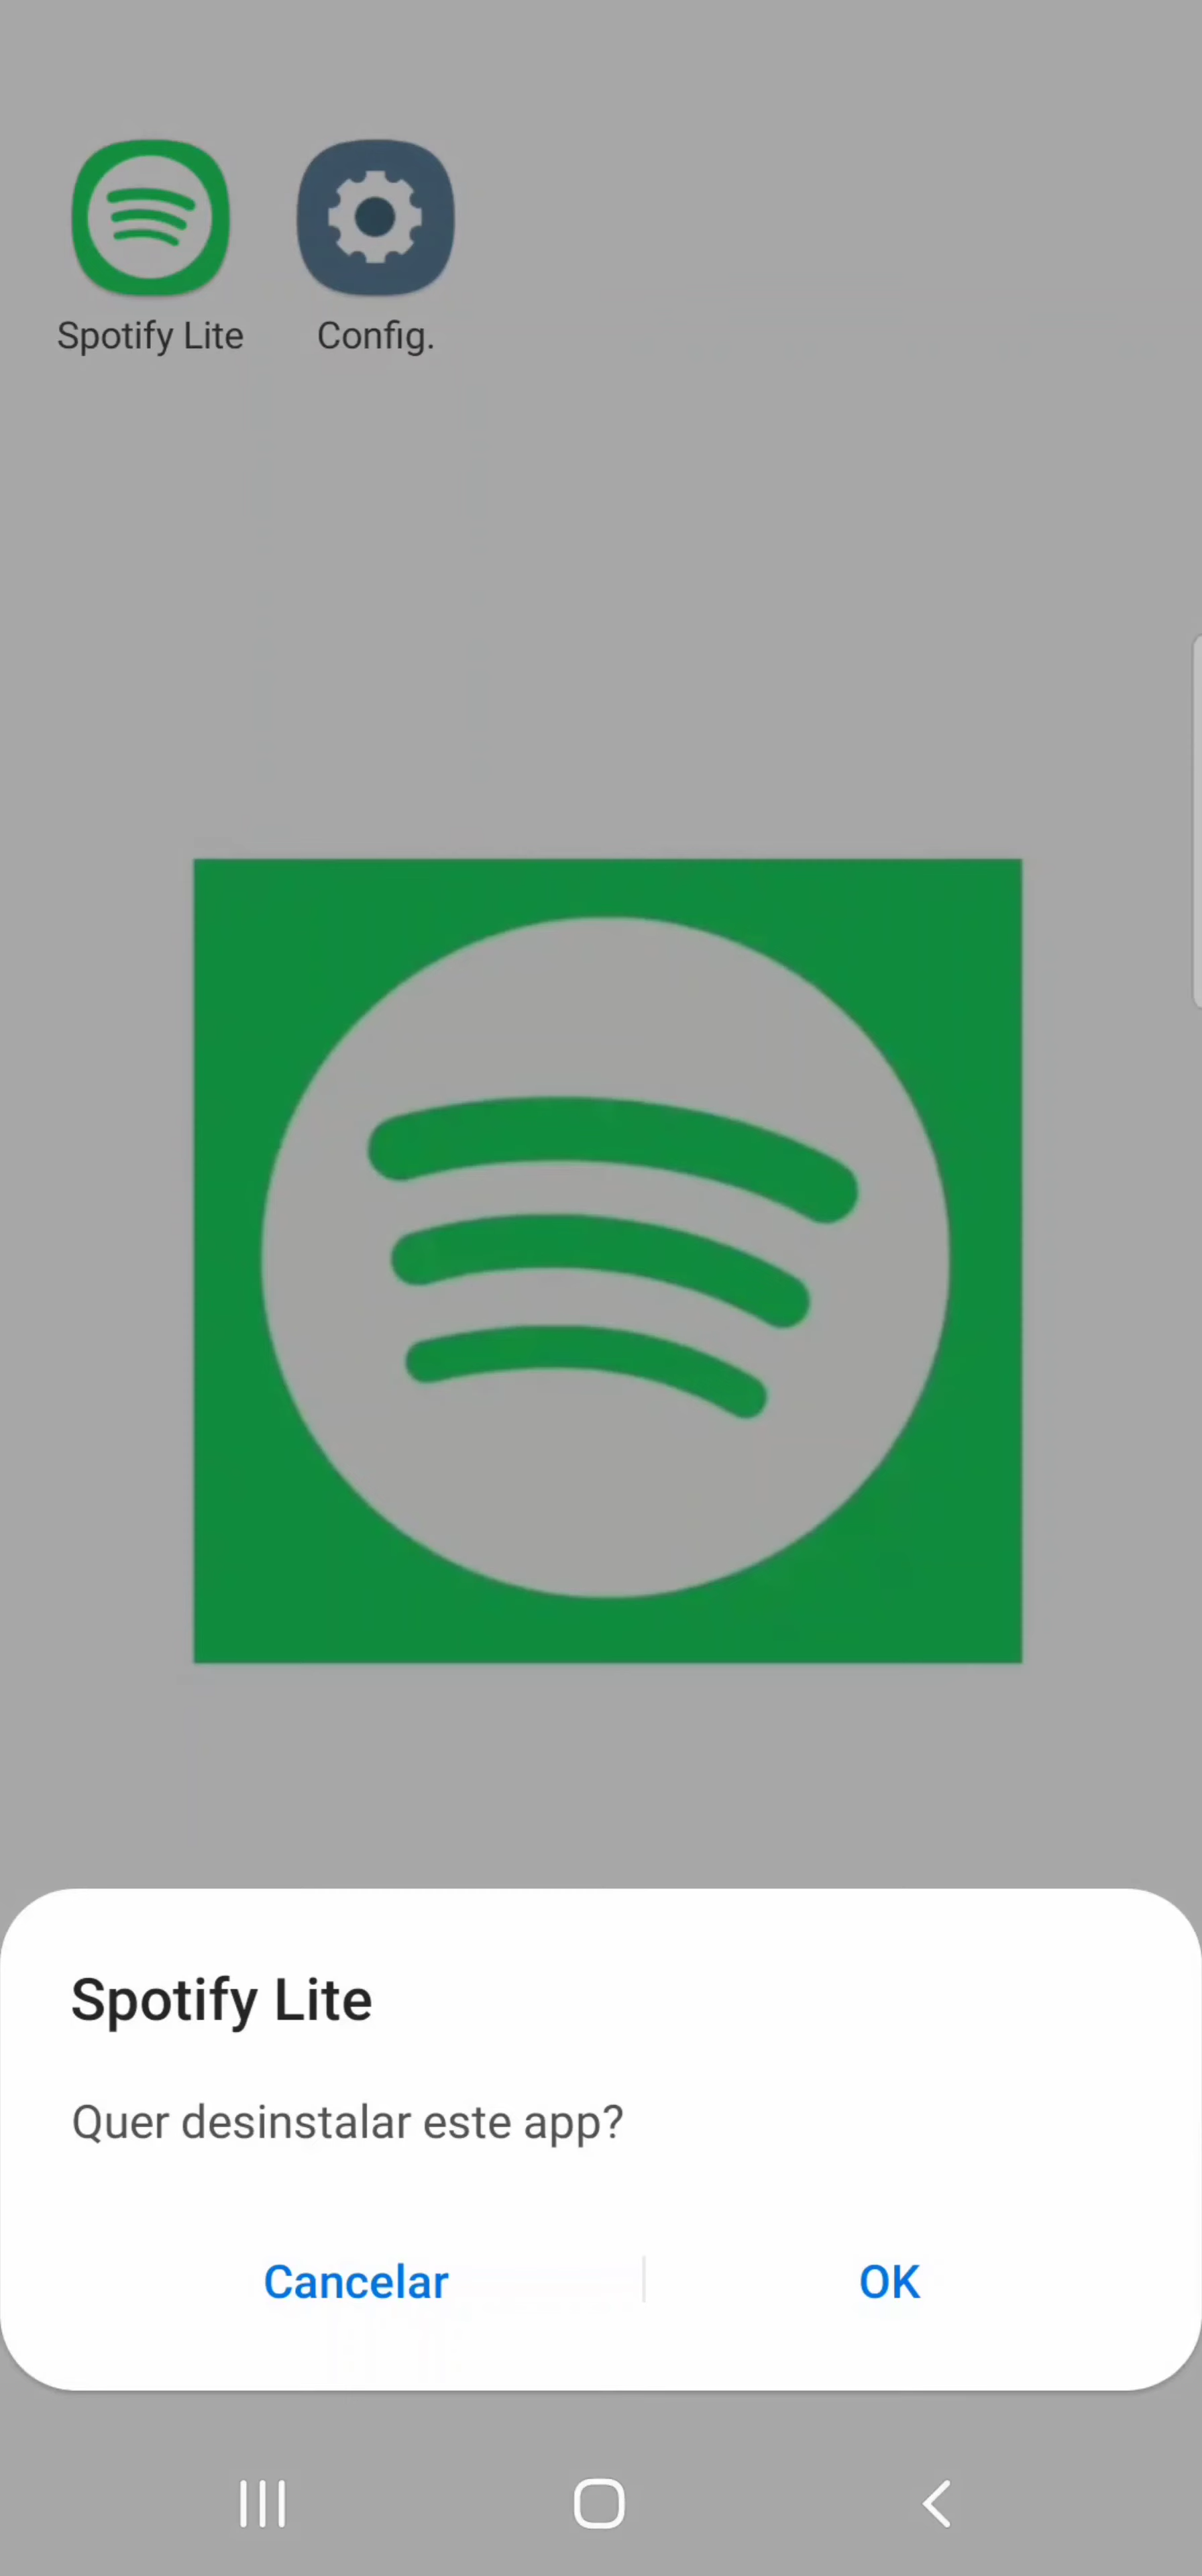 Spotify Lite
Config.
Spotify Lite
Quer desinstalar este app?
Cancelar
OK